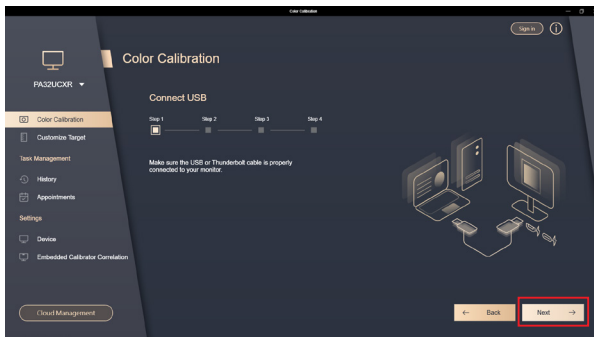 Color Calibration
Sign in
PA32UCXR
Color Calibration
Color Calibration
Customize Target
Task Management
History
Appointments
Settings
Device
Embedded Calibrator Correlation
Cloud Management
Connect USB
Step 1 Step 2 Step 3 Step 4
Make sure the USB or Thunderbolt cable is properly
connected to your monitor.
← Back
Next →